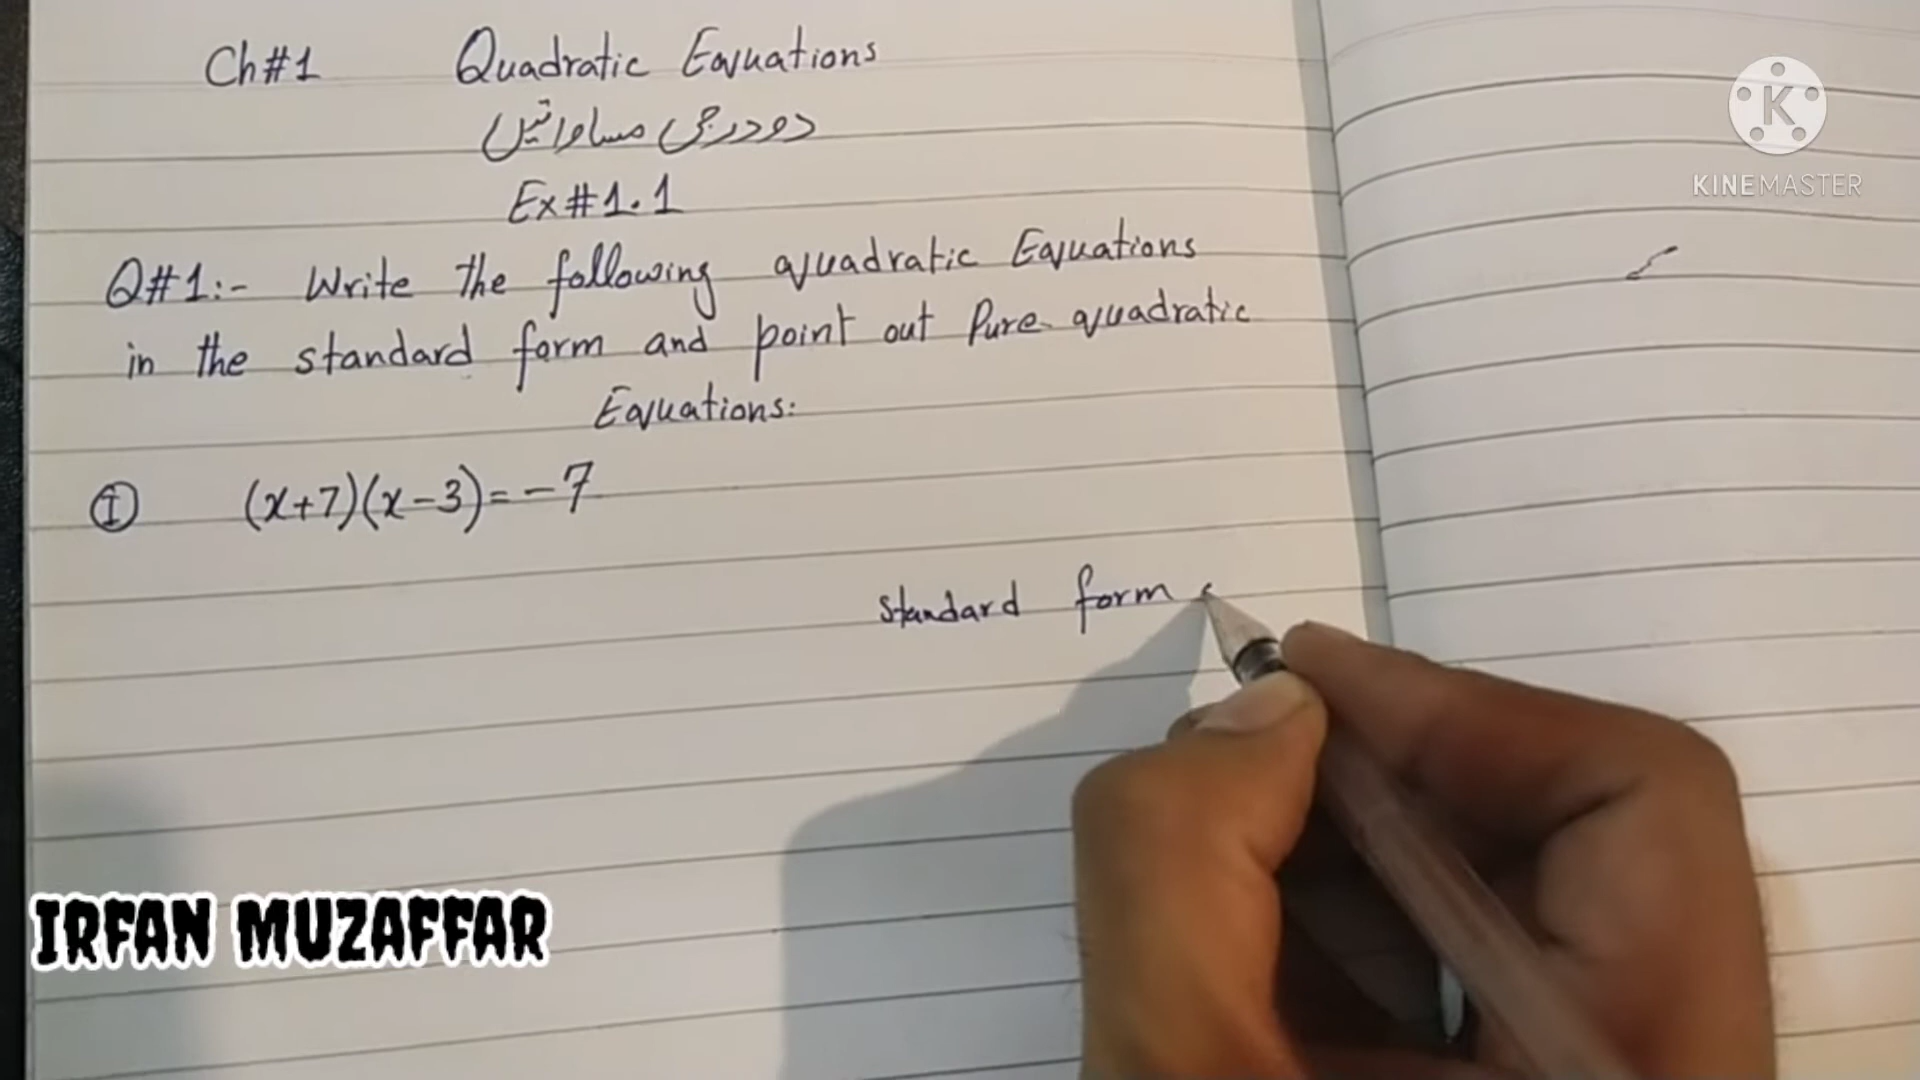 Ch#1 Quadratic Equations
دو درجی مساواتیں
Ex#1.1
Q#1:- Write the following quadratic Equations
in the standard form and point out Pure quadratic
Equations:
I (x+7)(x-3)=-7
standard form
K
KINEMASTER
IRFAN MUZAFFAR